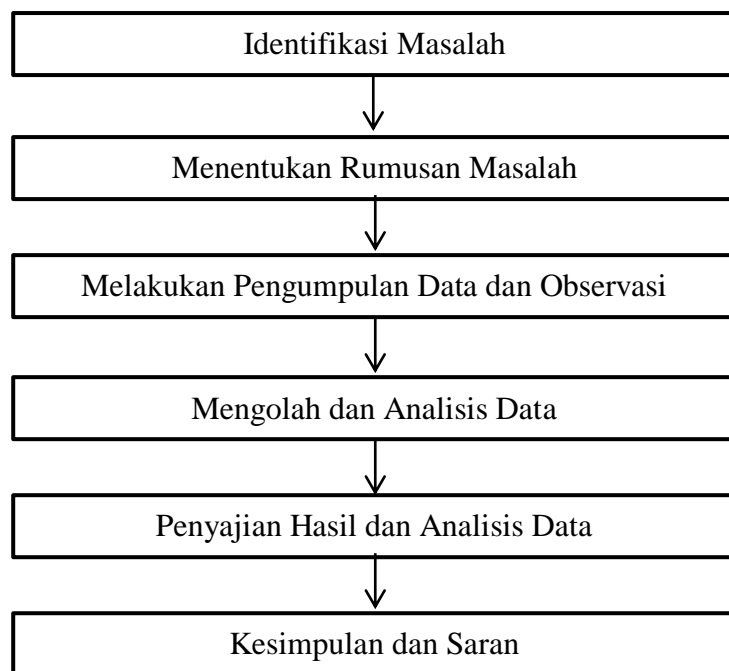 Identifikasi Masalah
Menentukan Rumusan Masalah
Melakukan Pengumpulan Data dan Observasi
Mengolah dan Analisis Data
Penyajian Hasil dan Analisis Data
Kesimpulan dan Saran